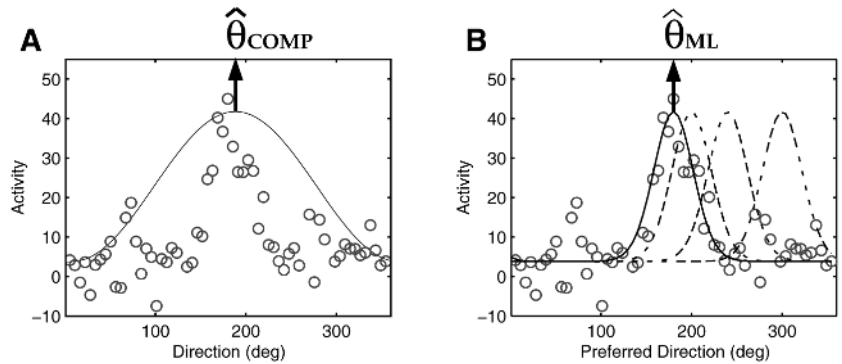 A
θ̂COMP
50
40
30
20
10
0
−10
Activity
100 200 300
Direction (deg)
B
θ̂ML
50
40
30
20
10
0
−10
Activity
100 200 300
Preferred Direction (deg)